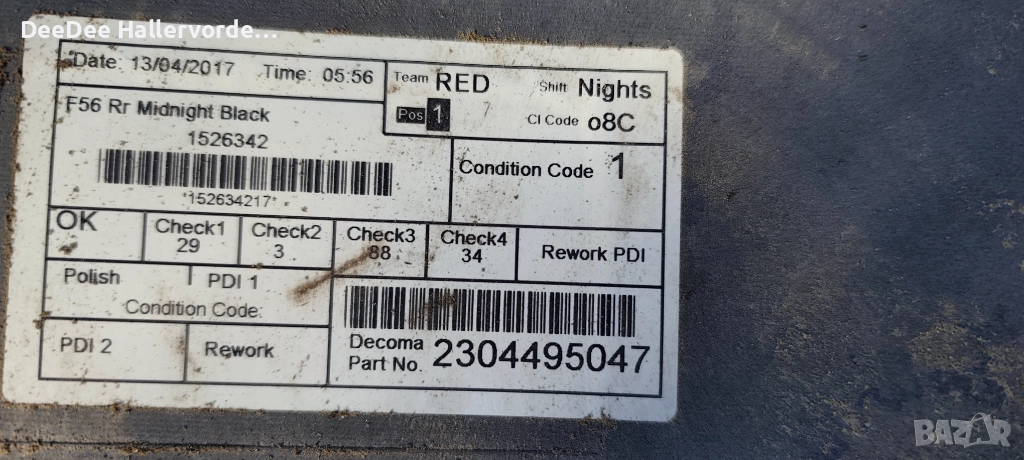 DeeDee Hallervorde...
Date: 13/04/2017 Time: 05:56
Team RED Shift Nights
Pos 1 CI Code o8C
F56 Rr Midnight Black
1526342
*152634217*
Condition Code 1
OK Check1 Check2 Check3 Check4 Rework PDI
29 3 88 34
Polish PDI 1
Condition Code:
PDI 2 Rework
Decoma
Part No. 2304495047
BAZAR